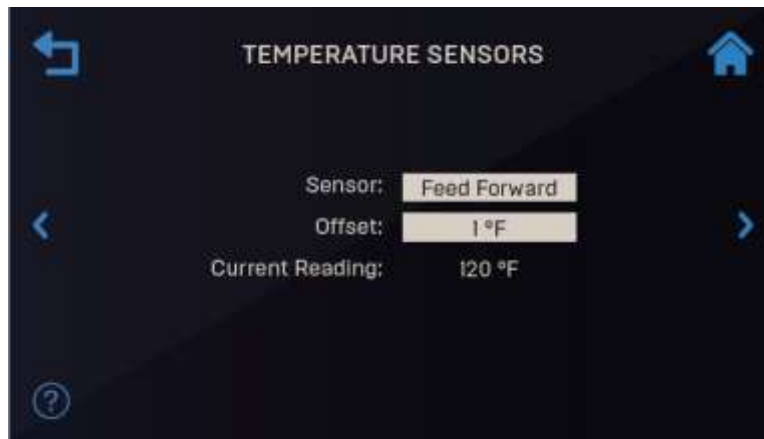 TEMPERATURE SENSORS
Sensor: Feed Forward
Offset: 1 °F
Current Reading: 120 °F
?